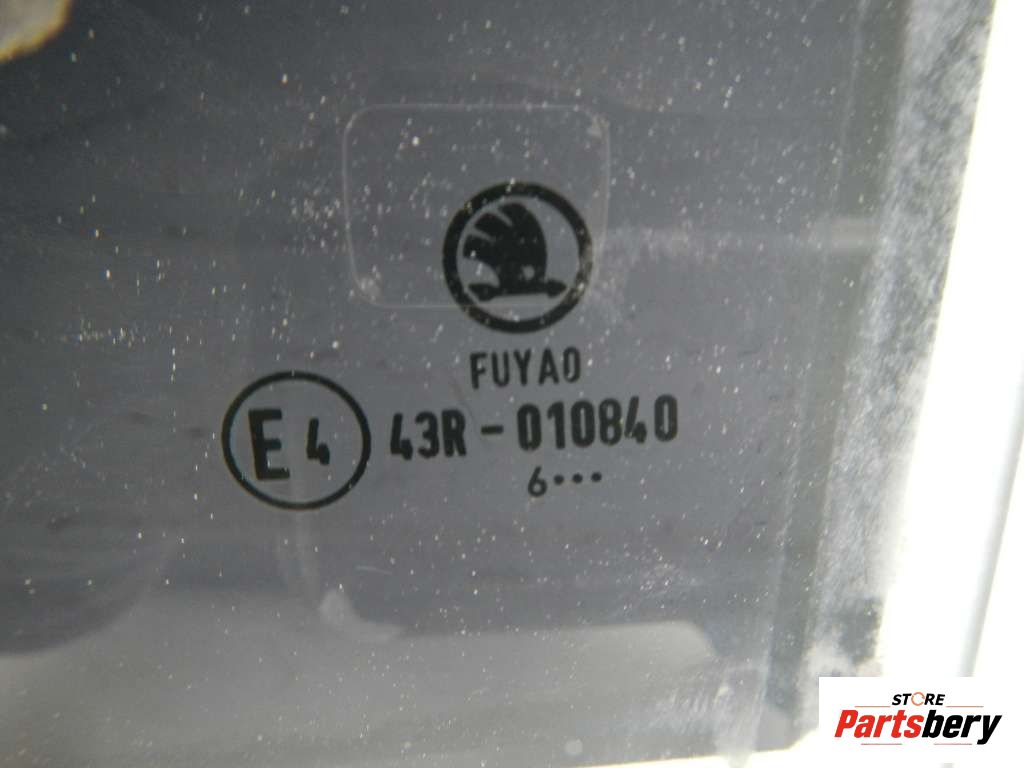 FUYAO
E4 43R-010840
6•••
STORE
Partsbery